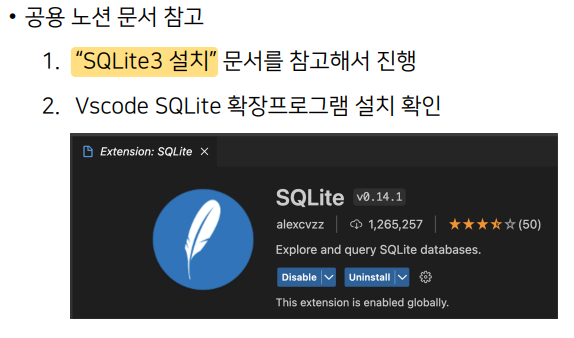 • 공용 노션 문서 참고
1. “SQLite3 설치” 문서를 참고해서 진행
2. Vscode SQLite 확장프로그램 설치 확인
Extension: SQLite ×
SQLite v0.14.1
alexcvzz 1,265,257 (50)
Explore and query SQLite databases.
Disable Uninstall
This extension is enabled globally.